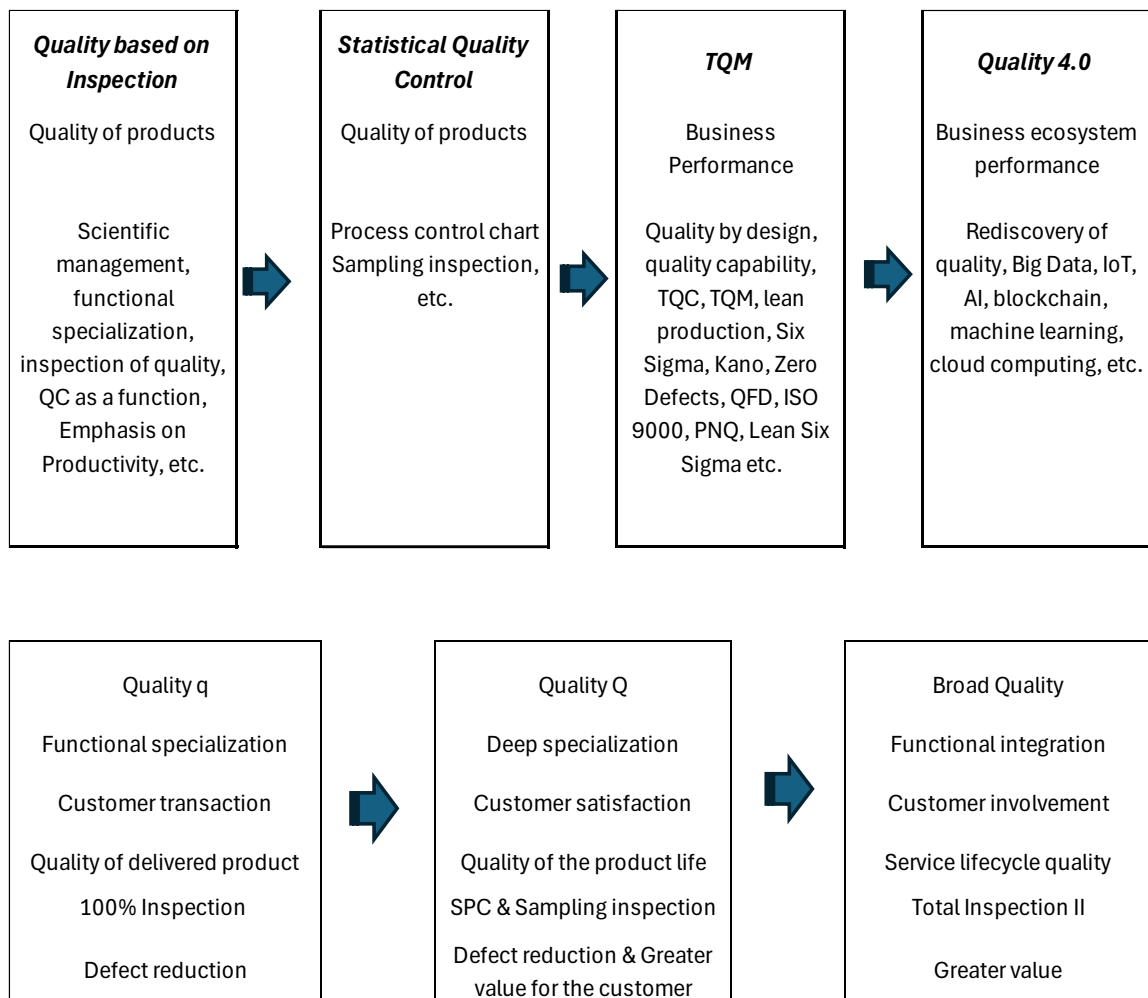 Quality based on
Inspection
Quality of products
Scientific
management,
functional
specialization,
inspection of quality,
QC as a function,
Emphasis on
Productivity, etc.
Statistical Quality
Control
Quality of products
Process control chart
Sampling inspection,
etc.
TQM
Business
Performance
Quality by design,
quality capability,
TQC, TQM, lean
production, Six
Sigma, Kano, Zero
Defects, QFD, ISO
9000, PNQ, Lean Six
Sigma etc.
Quality 4.0
Business ecosystem
performance
Rediscovery of
quality, Big Data, IoT,
AI, blockchain,
machine learning,
cloud computing, etc.
Quality q
Functional specialization
Customer transaction
Quality of delivered product
100% Inspection
Defect reduction
Quality Q
Deep specialization
Customer satisfaction
Quality of the product life
SPC & Sampling inspection
Defect reduction & Greater
value for the customer
Broad Quality
Functional integration
Customer involvement
Service lifecycle quality
Total Inspection II
Greater value